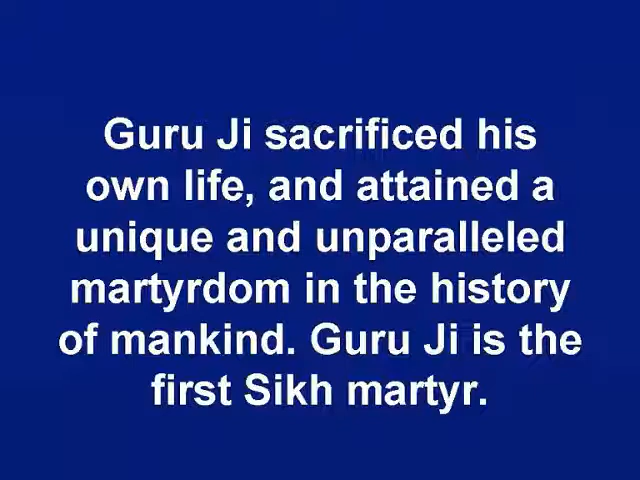 Guru Ji sacrificed his
own life, and attained a
unique and unparalleled
martyrdom in the history
of mankind. Guru Ji is the
first Sikh martyr.